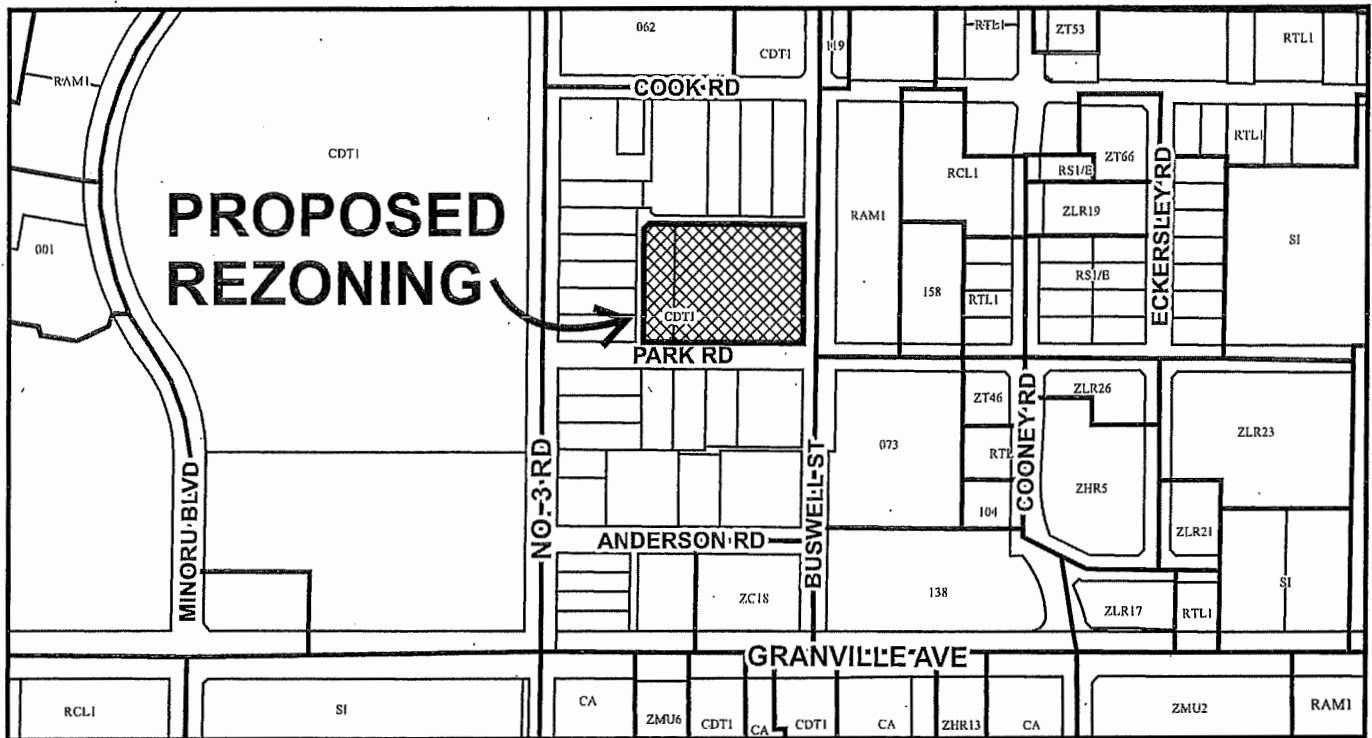 062
CDT1
119
RTL1
ZT53
RTL1
RAM1
COOK RD
CDT1
RCL1
ZT66
RTL1
RS1/E
ECKERSLEY RD
PROPOSED
REZONING
RAM1
ZLR19
SI
001
158
RTL1
RS1/E
CDT1
PARK RD
ZT46
COONEY RD
ZLR26
MINORU BLVD
NO. 3 RD
BUSWELL ST
073
RTL
ZLR23
ZHR5
104
ZLR21
ANDERSON RD
ZC18
138
ZLR17
RTL1
SI
GRANVILLE AVE
RCL1
SI
CA
ZMU6
CDT1
CA
CDT1
CA
ZHR13
CA
ZMU2
RAM1